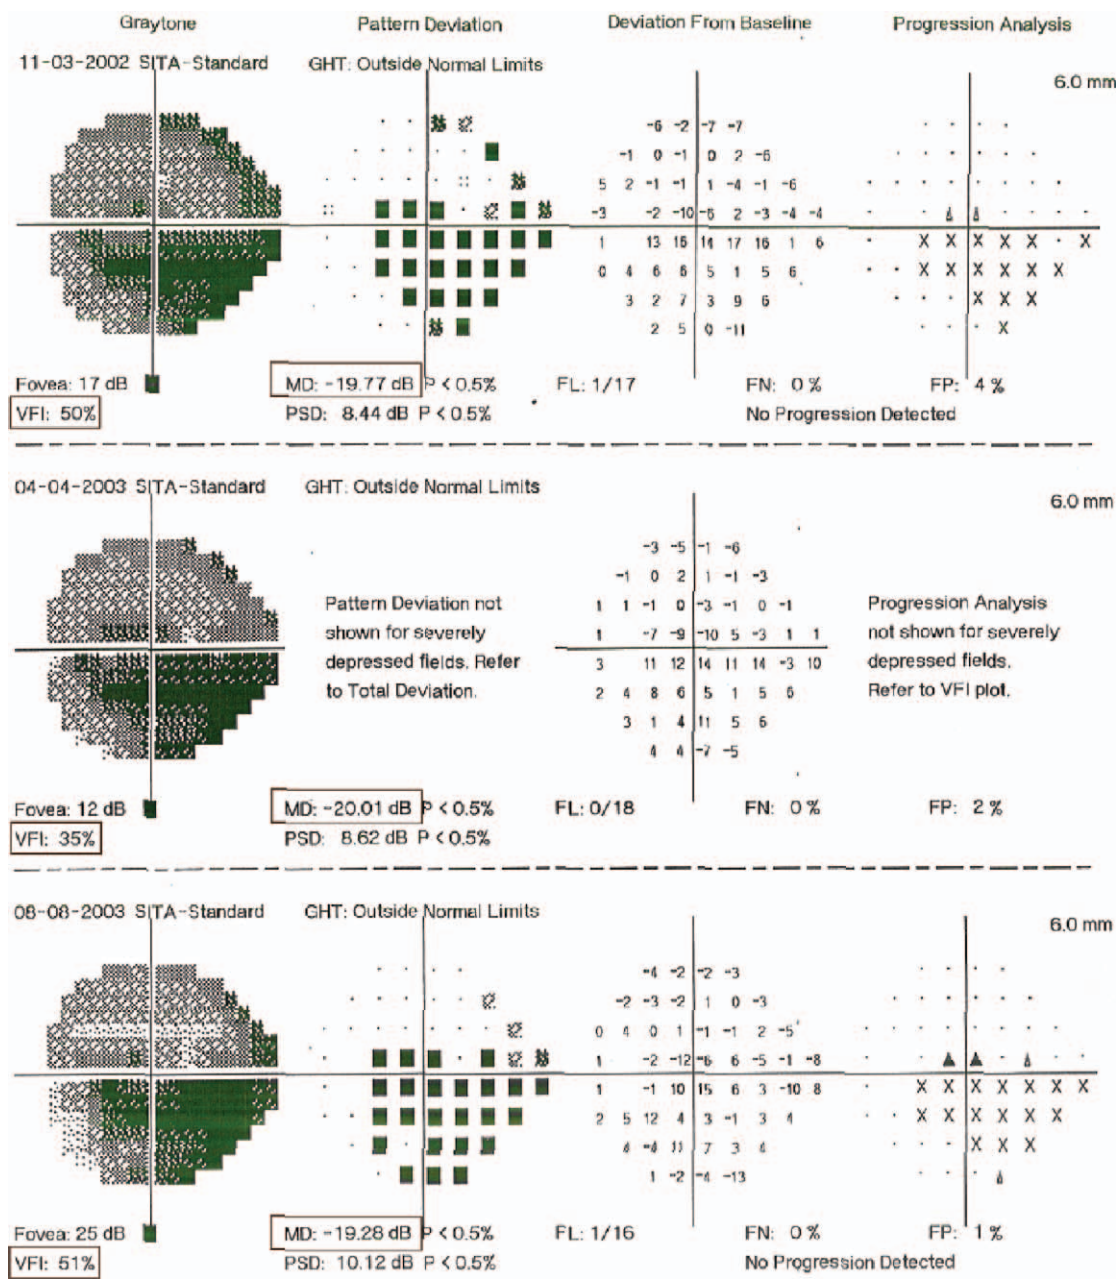 Graytone Pattern Deviation Deviation From Baseline Progression Analysis
11-03-2002 SITA-Standard GHT: Outside Normal Limits
6.0 mm
-6 -2 -7 -7
-1 0 -1 0 2 -6
5 2 -1 -1 1 -4 -1 -6
-3 -2 -10 -6 2 -3 -4 -4
1 13 15 14 17 16 1 6 X X X X X X
0 4 6 6 5 1 5 6 X X X X X X
3 2 7 3 9 6 X X X
2 5 0 -11 X
Fovea: 17 dB MD: -19.77 dB P < 0.5% FL: 1/17 FN: 0 % FP: 4 %
VFI: 50% PSD: 8.44 dB P < 0.5% No Progression Detected
04-04-2003 SITA-Standard GHT: Outside Normal Limits
6.0 mm
-3 -5 -1 -6
-1 0 2 1 -1 -3
Pattern Deviation not 1 1 -1 0 -3 -1 0 -1 Progression Analysis
shown for severely 1 -7 -9 -10 5 -3 1 1 not shown for severely
depressed fields. Refer 3 11 12 14 11 14 -3 10 depressed fields.
to Total Deviation. 2 4 8 6 5 1 5 6 Refer to VFI plot.
3 1 4 11 5 6
4 4 -7 -5
Fovea: 12 dB MD: -20.01 dB P < 0.5% FL: 0/18 FN: 0 % FP: 2 %
VFI: 35% PSD: 8.62 dB P < 0.5%
08-08-2003 SITA-Standard GHT: Outside Normal Limits
6.0 mm
-4 -2 -2 -3
-2 -3 -2 1 0 -3
0 4 0 1 -1 -1 2 -5
1 -2 -12 -6 6 -5 -1 -8
1 -1 10 15 6 3 -10 8 X X X X X X X
2 5 12 4 3 -1 3 4 X X X X X X
4 -4 11 7 3 4 X X X
1 -2 -4 -13
Fovea: 25 dB MD: -19.28 dB P < 0.5% FL: 1/16 FN: 0 % FP: 1 %
VFI: 51% PSD: 10.12 dB P < 0.5% No Progression Detected